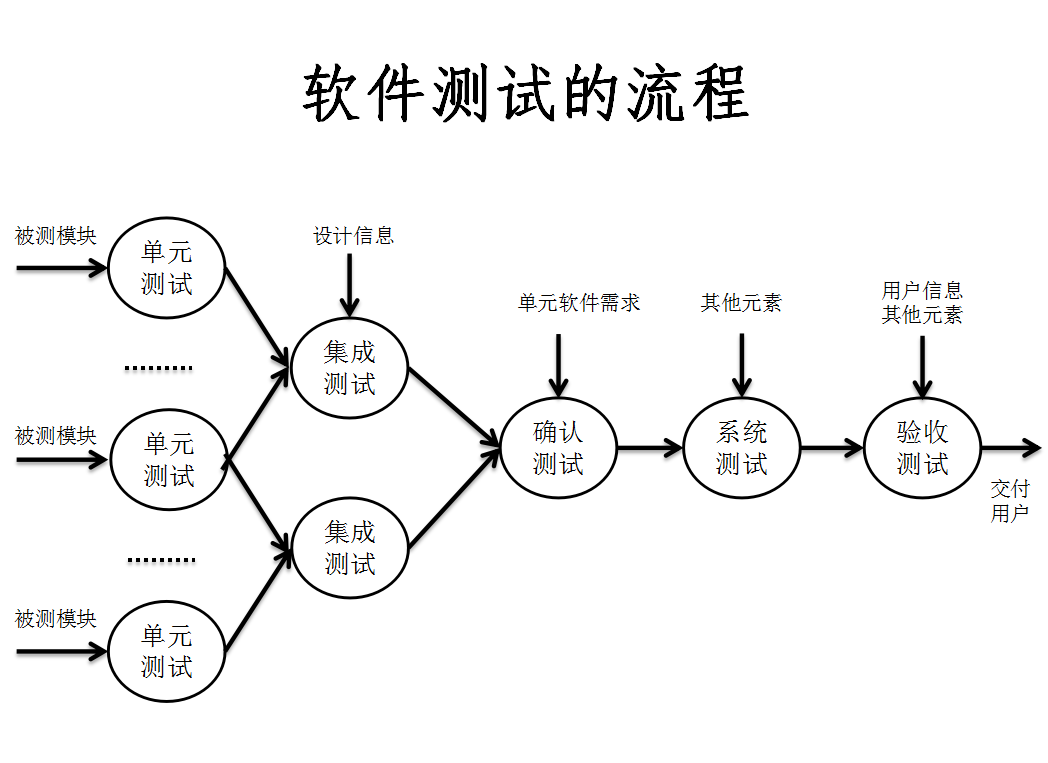 软件测试的流程
被测模块
单元
测试
设计信息
集成
测试
被测模块
单元
测试
集成
测试
被测模块
单元
测试
单元软件需求
确认
测试
其他元素
系统
测试
用户信息
其他元素
验收
测试
交付
用户